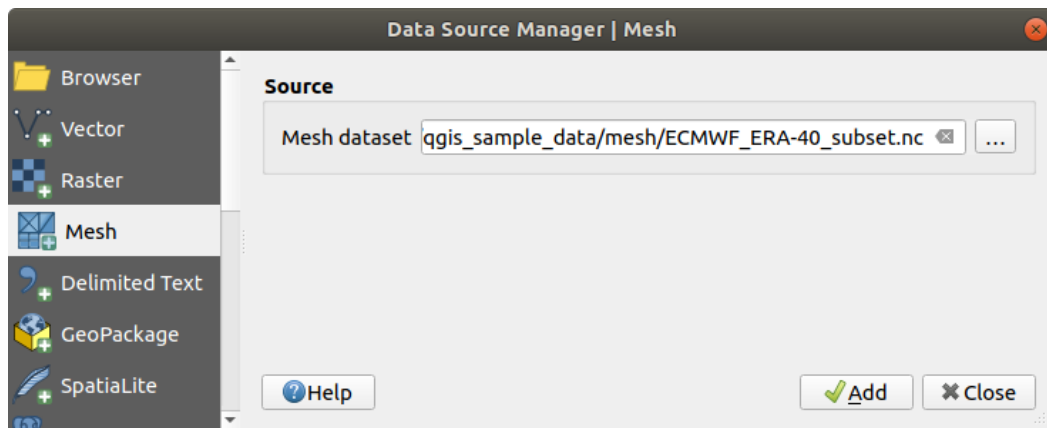 Data Source Manager | Mesh
Browser
Vector
Raster
Mesh
Delimited Text
GeoPackage
SpatiaLite
Source
Mesh dataset qgis_sample_data/mesh/ECMWF_ERA-40_subset.nc ...
Help
Add
Close